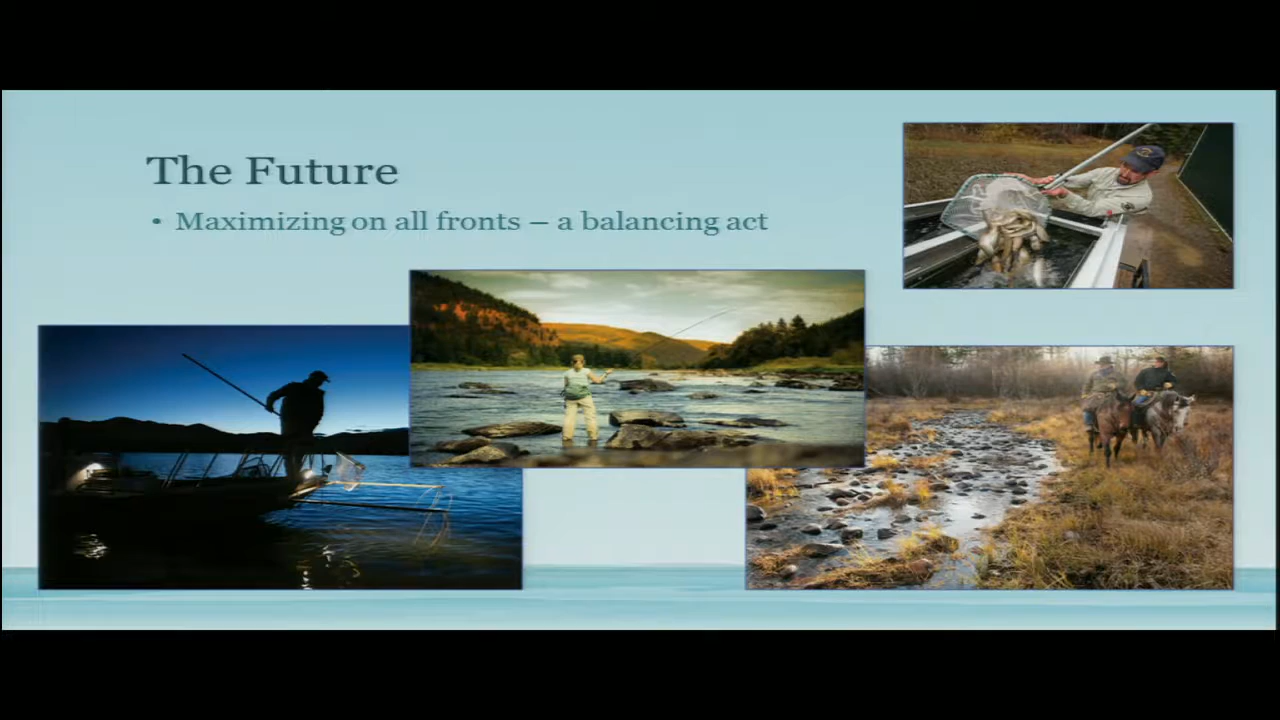 The Future
• Maximizing on all fronts – a balancing act